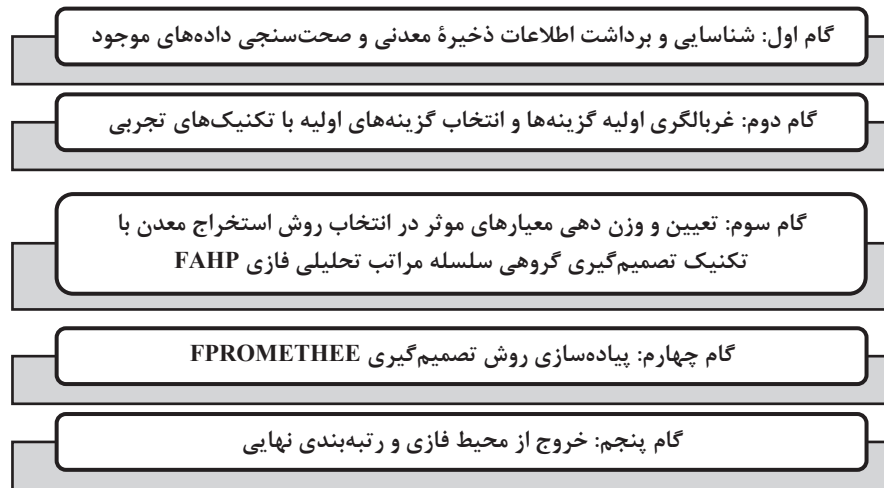 گام اول: شناسایی و برداشت اطلاعات ذخیرهٔ معدنی و صحت‌سنجی داده‌های موجود
گام دوم: غربالگری اولیه گزینه‌ها و انتخاب گزینه‌های اولیه با تکنیک‌های تجربی
گام سوم: تعیین و وزن دهی معیارهای موثر در انتخاب روش استخراج معدن با
تکنیک تصمیم‌گیری گروهی سلسله مراتب تحلیلی فازی FAHP
گام چهارم: پیاده‌سازی روش تصمیم‌گیری FPROMETHEE
گام پنجم: خروج از محیط فازی و رتبه‌بندی نهایی